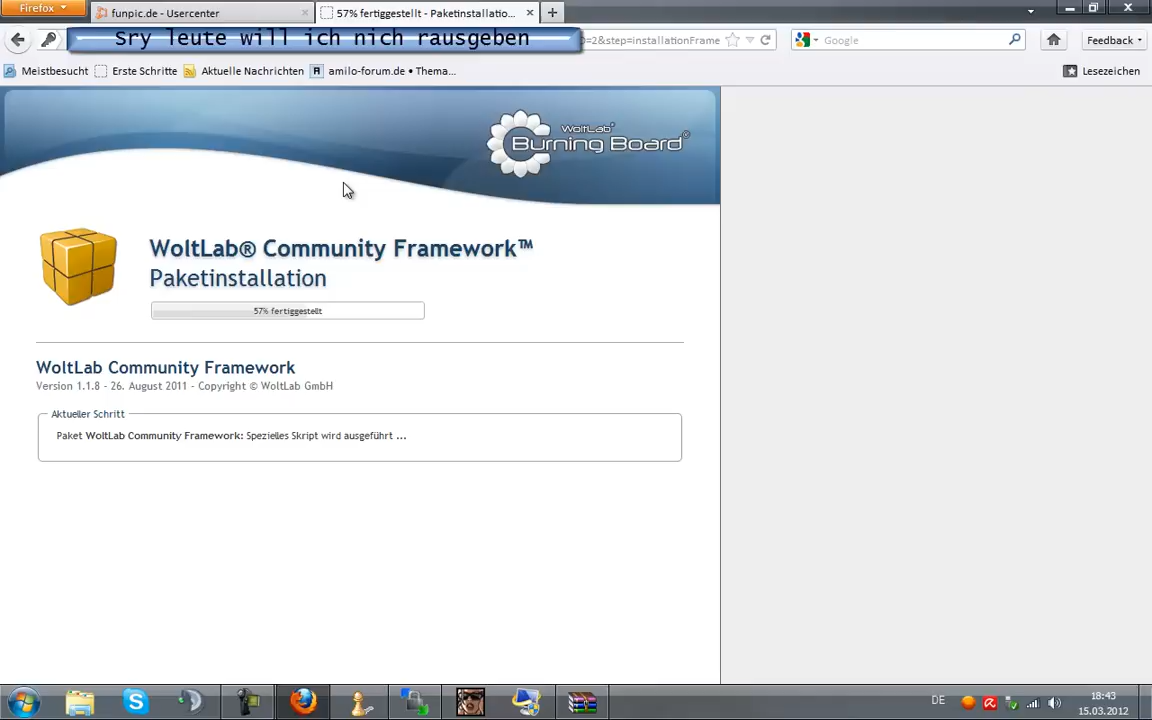 Firefox
funpic.de - Usercenter
57% fertiggestellt - Paketinstallatio...
Sry leute will ich nich rausgeben
=2&step=installationFrame
Google
Feedback
Meistbesucht
Erste Schritte
Aktuelle Nachrichten
amilo-forum.de • Thema...
Lesezeichen
WoltLab®
Burning Board®
WoltLab® Community Framework™
Paketinstallation
57% fertiggestellt
WoltLab Community Framework
Version 1.1.8 - 26. August 2011 - Copyright © WoltLab GmbH
Aktueller Schritt
Paket WoltLab Community Framework: Spezielles Skript wird ausgeführt ...
DE
18:43
15.03.2012